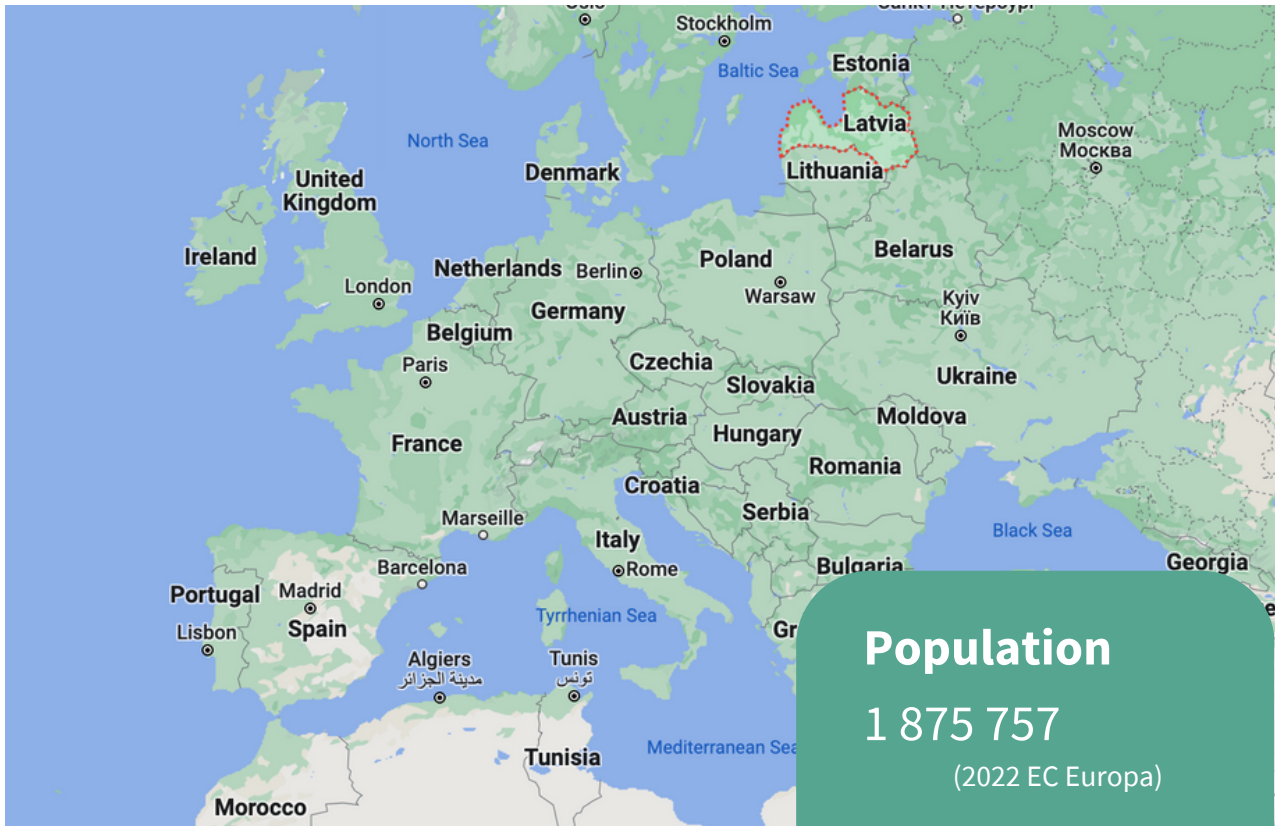 Stockholm
Baltic Sea
Estonia
Latvia
Lithuania
Moscow
Москва
North Sea
Denmark
United
Kingdom
Ireland
Netherlands
Berlin
Poland
Belarus
London
Warsaw
Germany
Kyiv
Київ
Belgium
Paris
Czechia
Slovakia
Ukraine
Austria
Moldova
Hungary
France
Romania
Croatia
Serbia
Marseille
Black Sea
Italy
Rome
Bulgaria
Georgia
Barcelona
Portugal
Madrid
Tyrrhenian Sea
Spain
Lisbon
Gr
Algiers
مدينة الجزائر
Tunis
تونس
Mediterranean Sea
Tunisia
Morocco
Population
1 875 757
(2022 EC Europa)